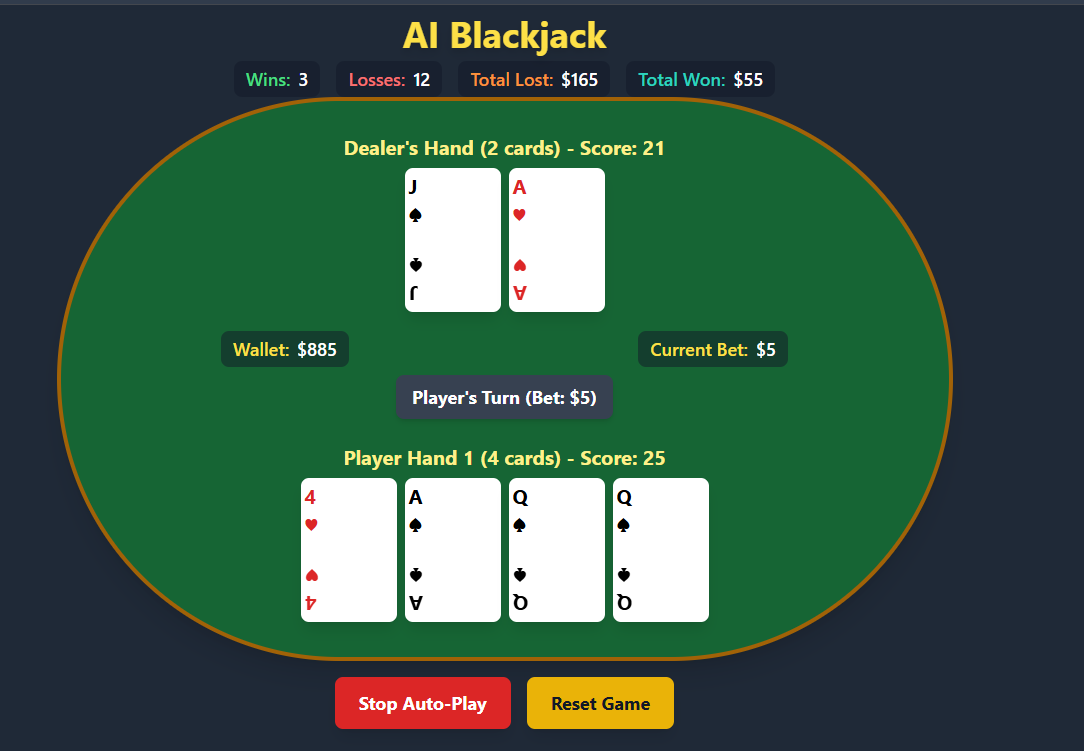 AI Blackjack
Wins: 3 Losses: 12 Total Lost: $165 Total Won: $55
Dealer's Hand (2 cards) - Score: 21
J A
J A
Wallet: $885 Current Bet: $5
Player's Turn (Bet: $5)
Player Hand 1 (4 cards) - Score: 25
4 A Q Q
4 A Q Q
Stop Auto-Play Reset Game